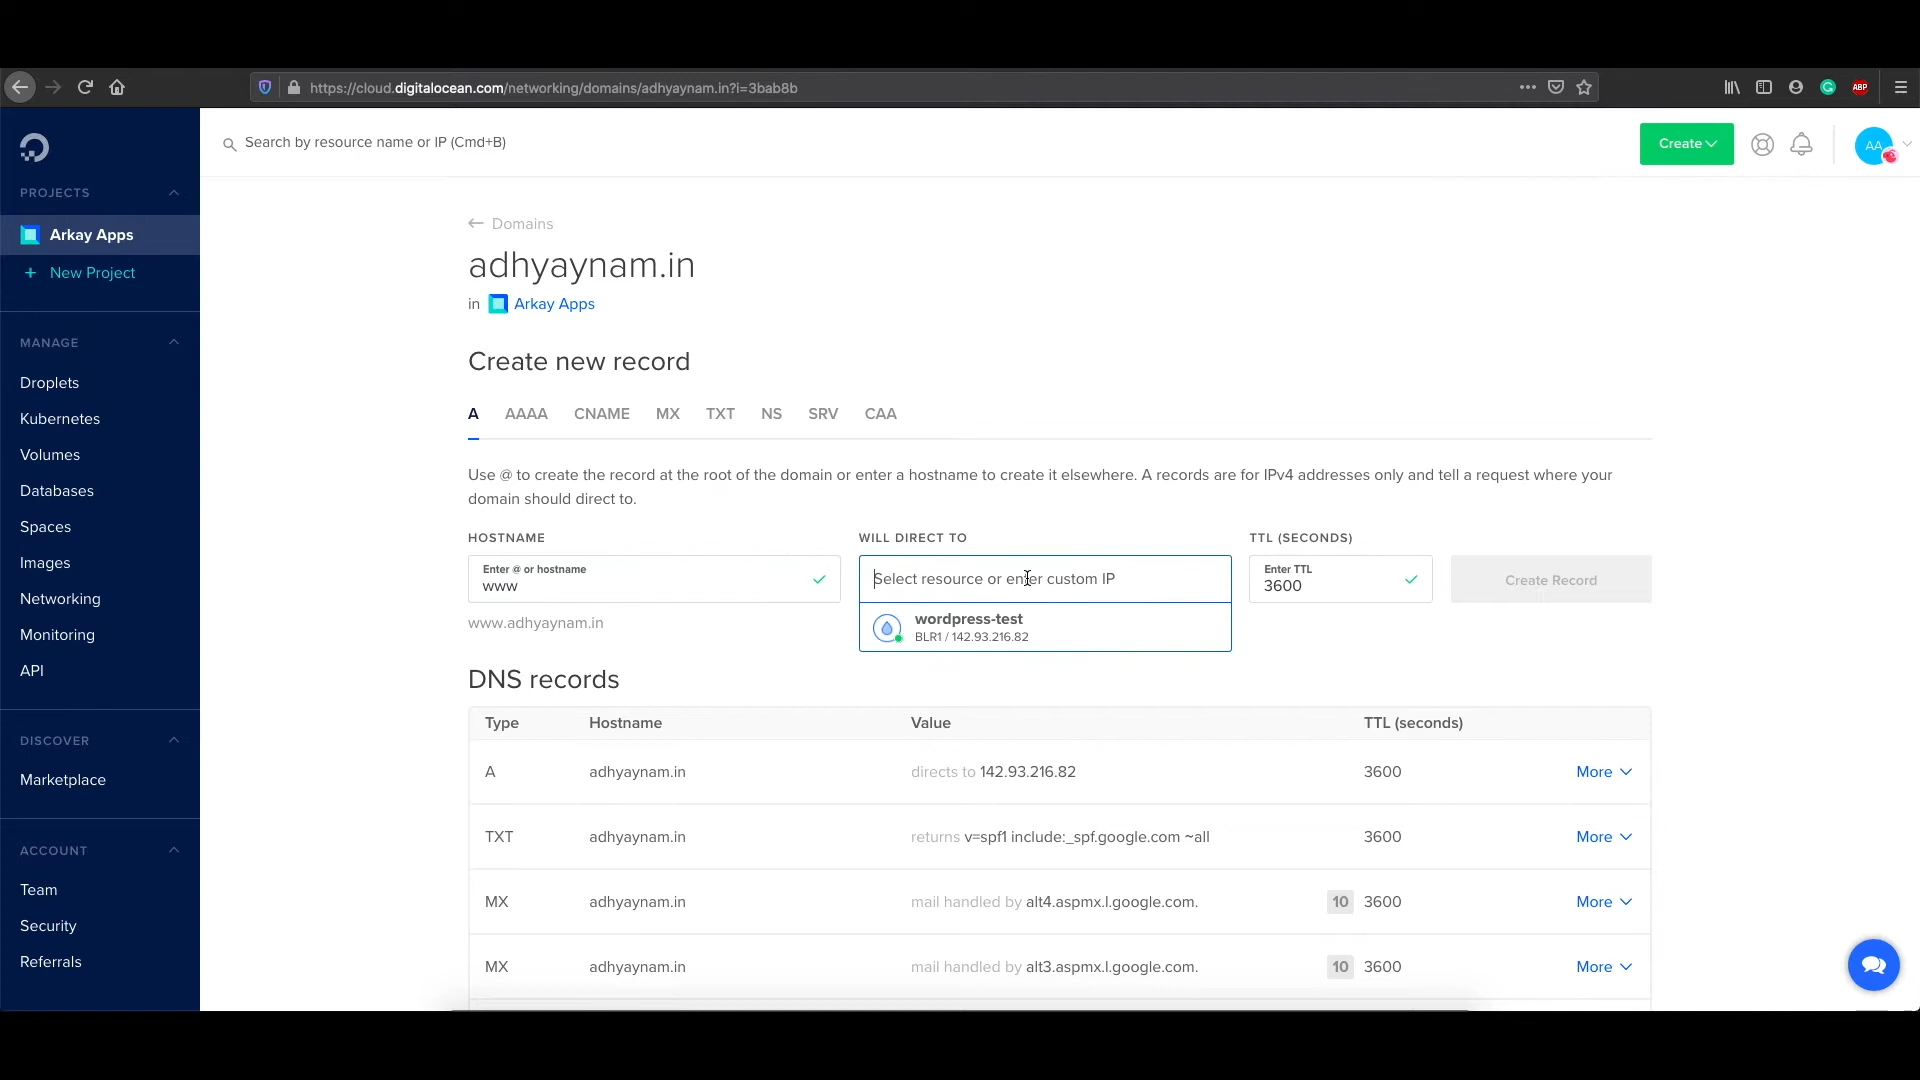 https://cloud.digitalocean.com/networking/domains/adhyaynam.in?i=3bab8b
ABP
Search by resource name or IP (Cmd+B)
Create
AA
PROJECTS
Arkay Apps
+ New Project
MANAGE
Droplets
Kubernetes
Volumes
Databases
Spaces
Images
Networking
Monitoring
API
DISCOVER
Marketplace
ACCOUNT
Team
Security
Referrals
← Domains
adhyaynam.in
in Arkay Apps
Create new record
A AAAA CNAME MX TXT NS SRV CAA
Use @ to create the record at the root of the domain or enter a hostname to create it elsewhere. A records are for IPv4 addresses only and tell a request where your
domain should direct to.
HOSTNAME WILL DIRECT TO TTL (SECONDS)
Enter @ or hostname
www
Select resource or enter custom IP
Enter TTL
3600
Create Record
www.adhyaynam.in
wordpress-test
BLR1 / 142.93.216.82
DNS records
Type Hostname Value TTL (seconds)
A adhyaynam.in directs to 142.93.216.82 3600 More
TXT adhyaynam.in returns v=spf1 include:_spf.google.com ~all 3600 More
MX adhyaynam.in mail handled by alt4.aspmx.l.google.com. 10 3600 More
MX adhyaynam.in mail handled by alt3.aspmx.l.google.com. 10 3600 More